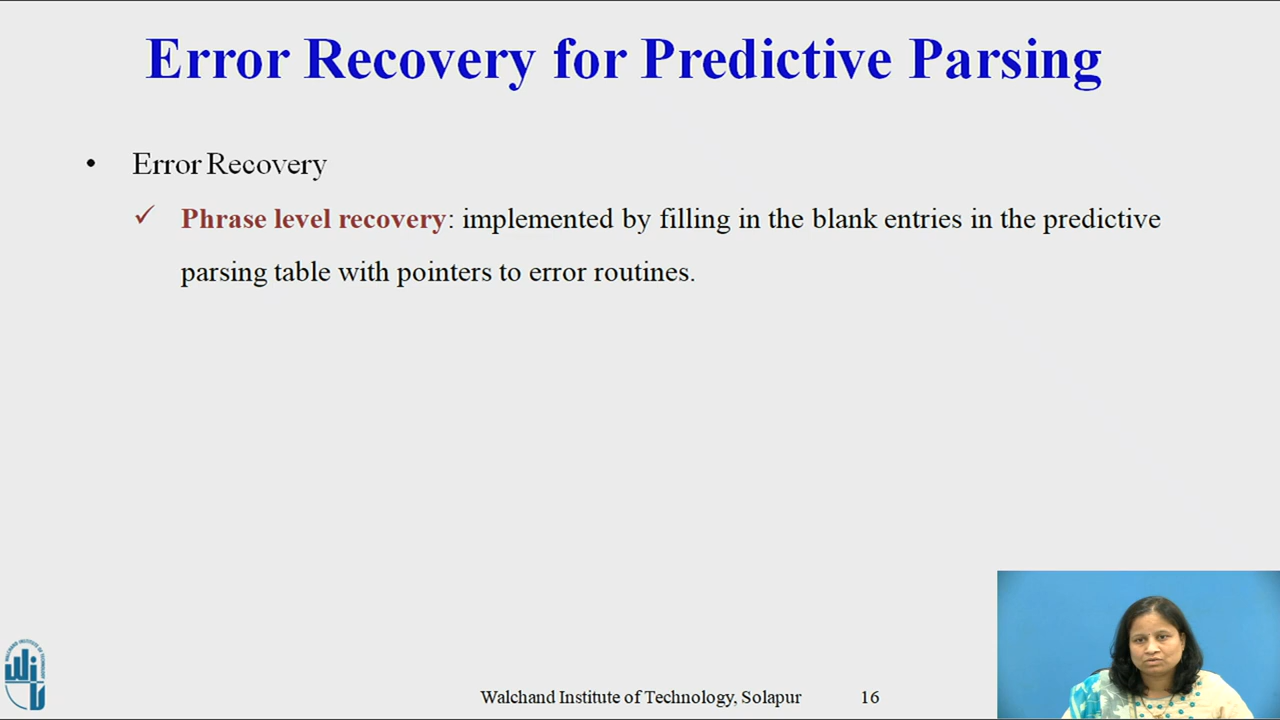 Error Recovery for Predictive Parsing
• Error Recovery
✓ Phrase level recovery: implemented by filling in the blank entries in the predictive
parsing table with pointers to error routines.
Walchand Institute of Technology, Solapur 16